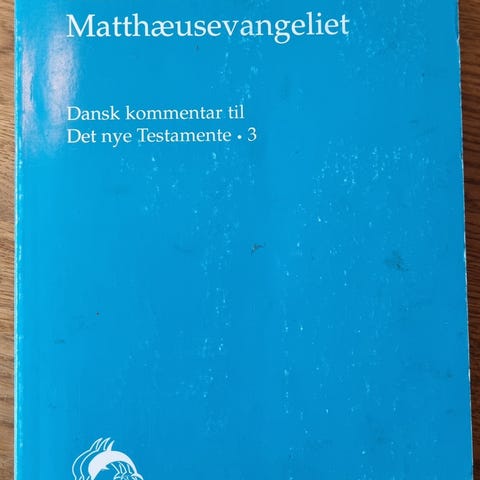 Matthæusevangeliet
Dansk kommentar til
Det nye Testamente • 3